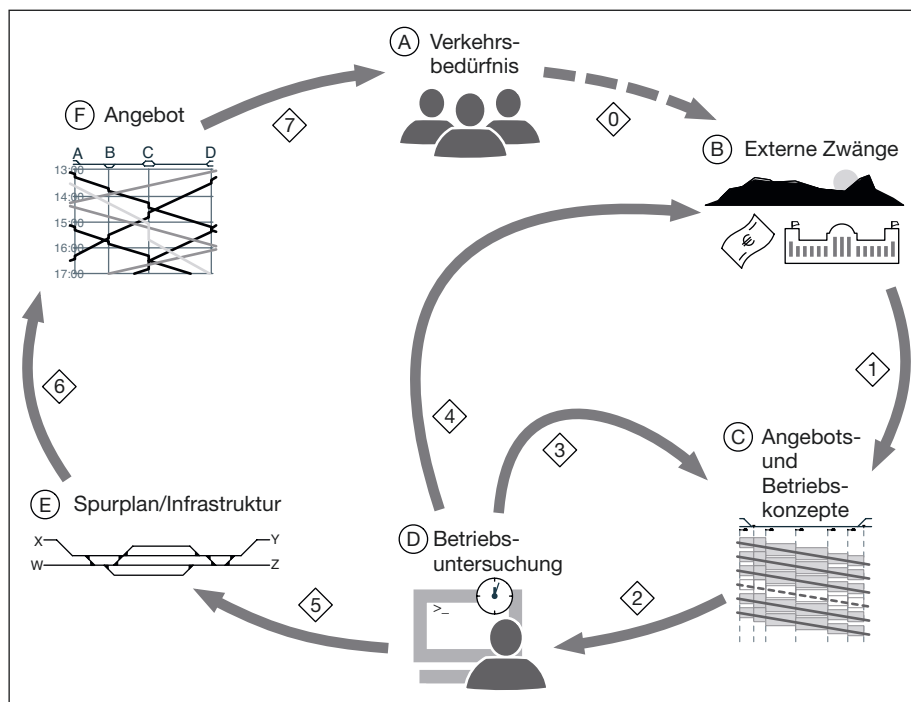 A Verkehrs-
bedürfnis
0
7
F Angebot
A B C D
13:00
14:00
15:00
16:00
17:00
B Externe Zwänge
€
1
6
4
3
C Angebots-
und
Betriebs-
konzepte
E Spurplan/Infrastruktur
X Y
W Z
D Betriebs-
untersuchung
>_
2
5